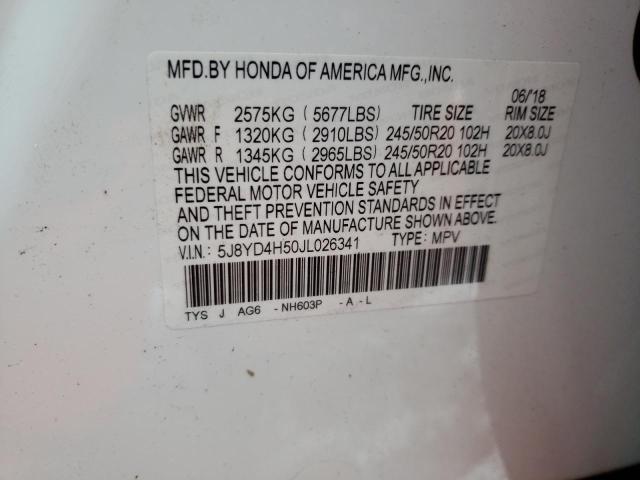 MFD.BY HONDA OF AMERICA MFG.,INC.
06/'18
GVWR 2575KG ( 5677LBS) TIRE SIZE RIM SIZE
GAWR F 1320KG ( 2910LBS) 245/50R20 102H 20X8.0J
GAWR R 1345KG ( 2965LBS) 245/50R20 102H 20X8.0J
THIS VEHICLE CONFORMS TO ALL APPLICABLE
FEDERAL MOTOR VEHICLE SAFETY
AND THEFT PREVENTION STANDARDS IN EFFECT
ON THE DATE OF MANUFACTURE SHOWN ABOVE.
V.I.N.: 5J8YD4H50JL026341 TYPE: MPV
TYS J AG6 -NH603P -A-L